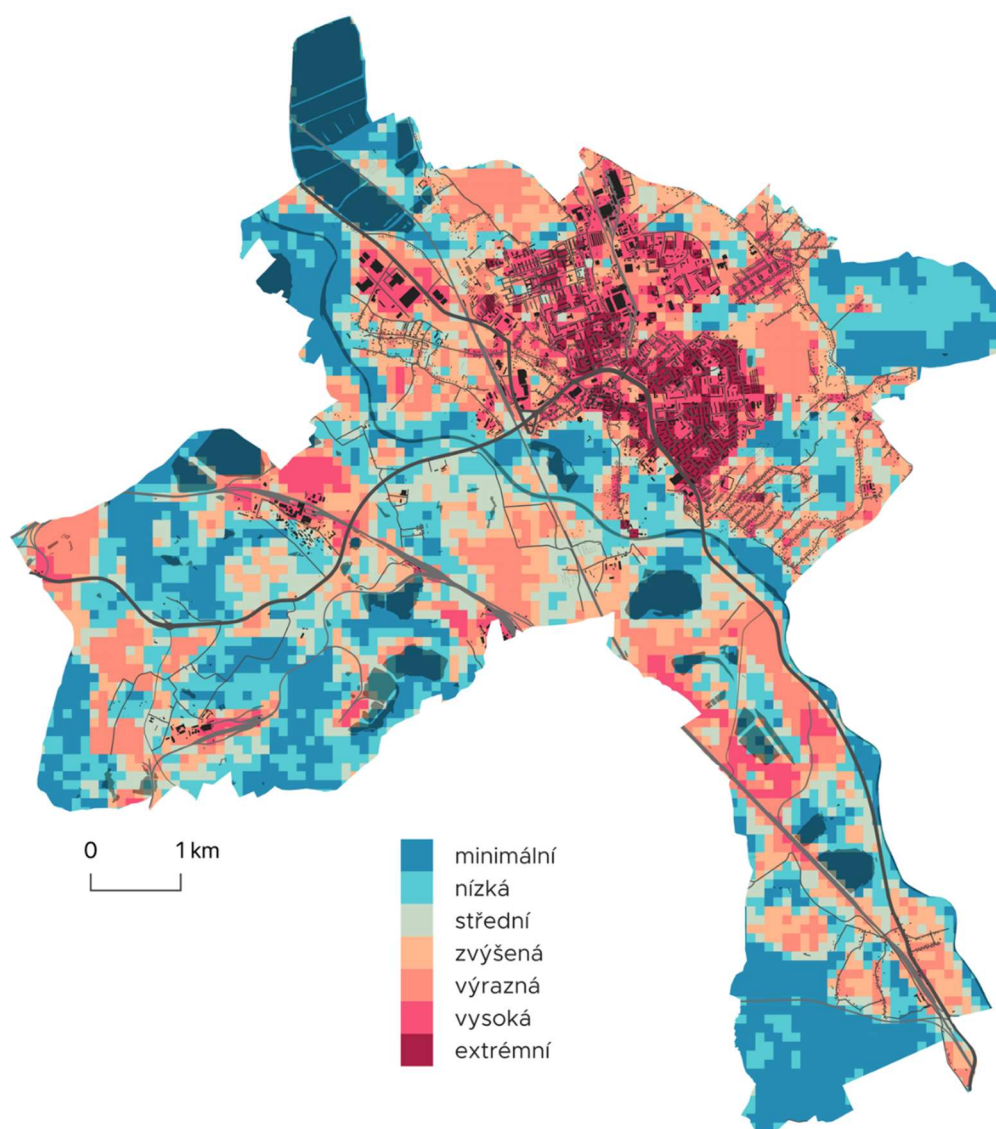 0 1 km
minimální
nízká
střední
zvýšená
výrazná
vysoká
extrémní